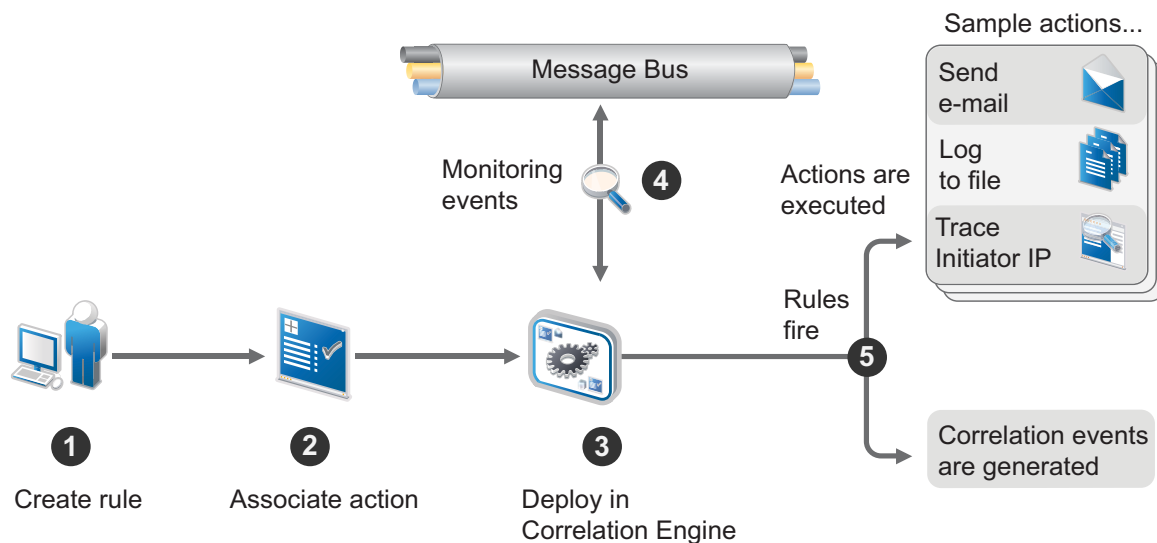 Sample actions...
Message Bus
Send
e-mail
Log
to file
Trace
Initiator IP
Monitoring
events
4
Actions are
executed
Rules
fire
5
1
Create rule
2
Associate action
3
Deploy in
Correlation Engine
Correlation events
are generated